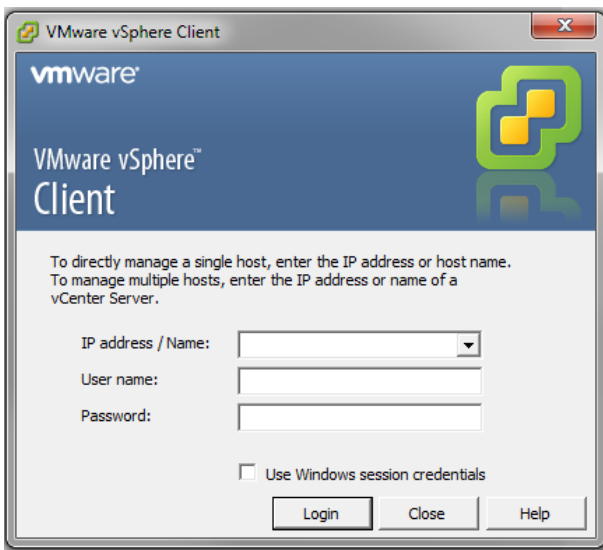 VMware vSphere Client
vmware®
VMware vSphere™
Client
To directly manage a single host, enter the IP address or host name.
To manage multiple hosts, enter the IP address or name of a
vCenter Server.
IP address / Name:
User name:
Password:
Use Windows session credentials
Login Close Help